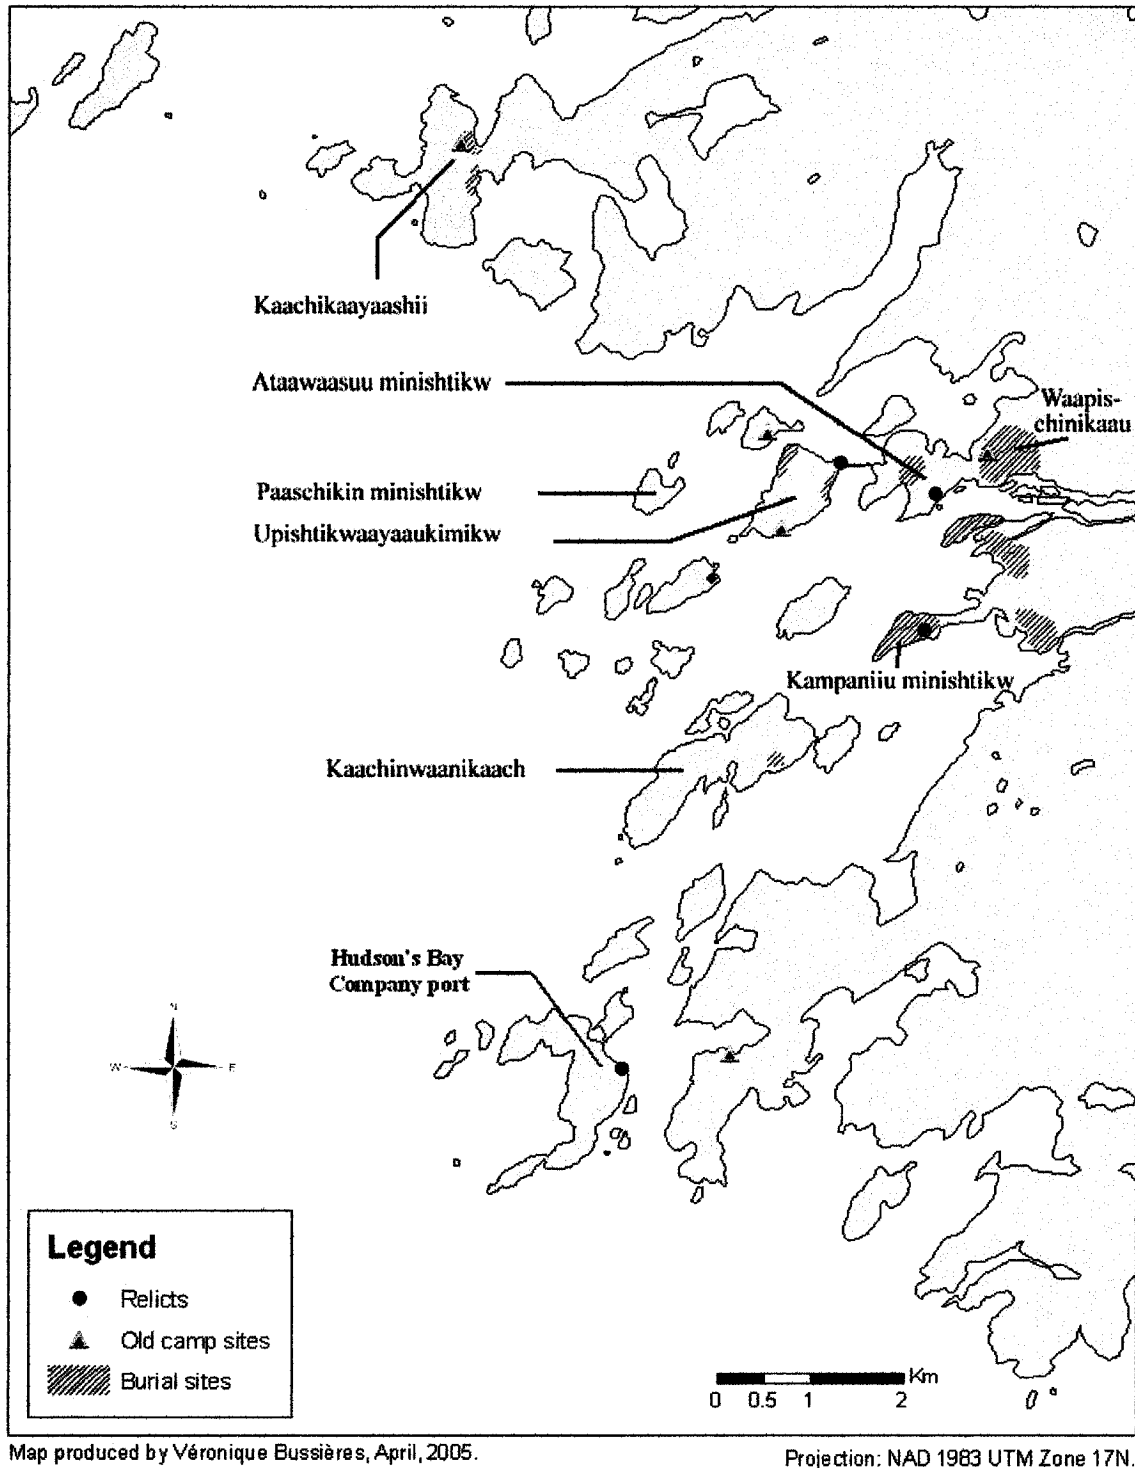 Kaachikaayaashii
Ataawaasuu minishtikw
Waapis-
chinikaau
Paaschikin minishtikw
Upishtikwaayaaukimikw
Kampaniiu minishtikw
Kaachinwaanikaach
Hudson's Bay
Company port
N
W E
S
Legend
Relicts
Old camp sites
Burial sites
Km
0 0.5 1 2
Map produced by Véronique Bussières, April, 2005.
Projection: NAD 1983 UTM Zone 17N.